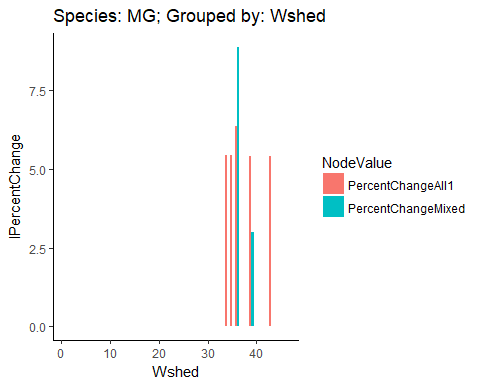 Species: MG; Grouped by: Wshed
lPercentChange
7.5
5.0
2.5
0.0
0
10
20
30
40
Wshed
NodeValue
PercentChangeAll1
PercentChangeMixed